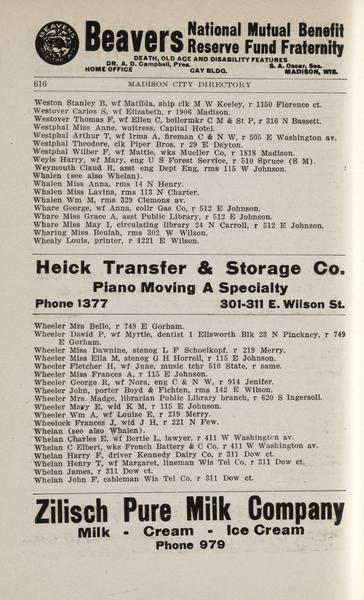 BEAVERS
Beavers National Mutual Benefit
Reserve Fund Fraternity
DEATH, OLD AGE AND DISABILITY FEATURES
DR. A. D. Campbell, Pres. S. A. Oscar, Sec.
HOME OFFICE GAY BLDG. MADISON, WIS.
616 MADISON CITY DIRECTORY
Weston Stanley B, wf Matilda, ship clk M W Keeley, r 1150 Florence ct.
Westover Carlos S, wf Elizabeth, r 1906 Madison.
Westover Thomas F, wf Ellen C, boilermkr C M & St P, r 316 N Bassett.
Westphal Miss Anne, waitress, Capital Hotel.
Westphal Arthur T, wf Irma A, fireman C & N W, r 505 E Washington av.
Westphal Theodore, clk Piper Bros, r 29 E Dayton.
Westphal Wilber F, wf Mattie, wks Mueller Co, r 1818 Madison.
Weyls Harry, wf Mary, eng U S Forest Service, r 510 Spruce (S M).
Weymouth Claud R, asst eng Dept Eng, rms 115 W Johnson.
Whalen (see also Whelan).
Whalen Miss Anna, rms 14 N Henry.
Whalen Miss Lavina, rms 113 N Charter.
Whalen Wm M, rms 329 Clemons av.
Whare George, wf Anna, collr Gas Co, r 512 E Johnson.
Whare Miss Grace A, asst Public Library, r 512 E Johnson.
Whare Miss May I, circulating library 24 N Carroll, r 512 E Johnson.
Wharing Miss Beulah, rms 302 W Wilson.
Whealy Louis, printer, r 1221 E Wilson.
Heick Transfer & Storage Co.
Piano Moving A Specialty
Phone 1377 301-311 E. Wilson St.
Wheeler Mrs Belle, r 749 E Gorham.
Wheeler David P, wf Myrtie, dentist 1 Ellsworth Blk 23 N Pinckney, r 749
E Gorham.
Wheeler Miss Dawnine, stenog L F Schoelkopf, r 219 Merry.
Wheeler Miss Ella M, stenog G H Horrell, r 115 E Johnson.
Wheeler Fletcher H, wf June, music tchr 510 State, r same.
Wheeler Miss Frances A, r 115 E Johnson.
Wheeler George R, wf Nora, eng C & N W, r 914 Jenifer.
Wheeler John, porter Boyd & Fichten, rms 142 E Wilson.
Wheeler Mrs. Madge, librarian Public Library branch, r 620 S Ingersoll.
Wheeler Mary E, wid K M, r 115 E Johnson.
Wheeler Wm A, wf Louise E, r 219 Merry.
Wheelock Frances J, wid J H, r 221 N Few.
Whelan (see also Whalen).
Whelan Charles E, wf Bertie L, lawyer, r 411 W Washington av.
Whelan C Elbert, wks French Battery & C Co, r 411 W Washington av.
Whelan Harry F, driver Kennedy Dairy Co, r 311 Dow ct.
Whelan Henry T, wf Margaret, lineman Wis Tel Co, r 311 Dow ct.
Whelan James, r 311 Dow ct.
Whelan John F, cableman Wis Tel Co, r 311 Dow ct.
Zilisch Pure Milk Company
Milk - Cream - Ice Cream
Phone 979